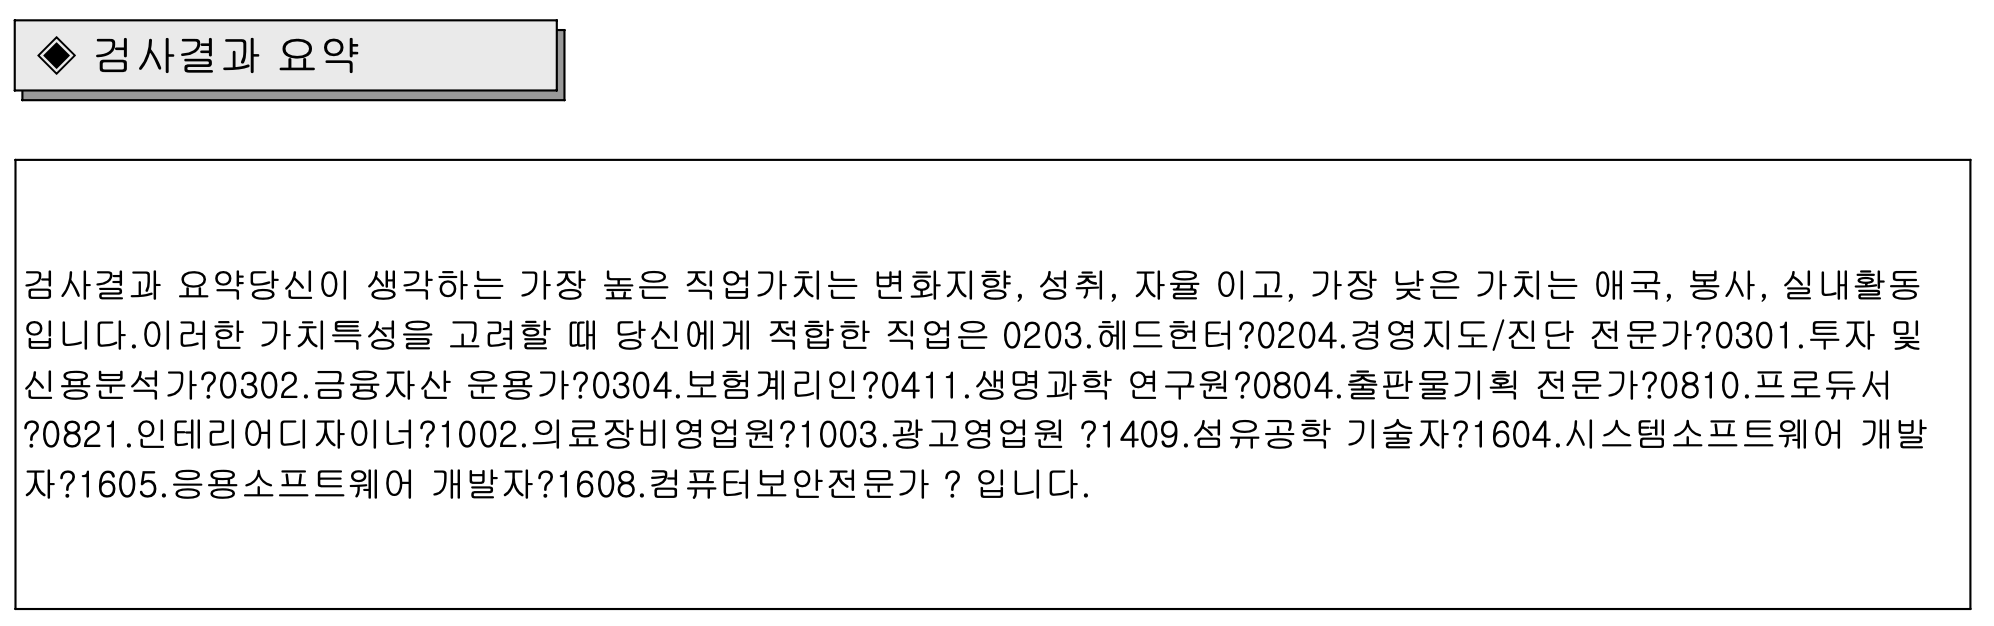 ◈ 검사결과 요약
검사결과 요약당신이 생각하는 가장 높은 직업가치는 변화지향, 성취, 자율 이고, 가장 낮은 가치는 애국, 봉사, 실내활동
입니다.이러한 가치특성을 고려할 때 당신에게 적합한 직업은 0203.헤드헌터?0204.경영지도/진단 전문가?0301.투자 및
신용분석가?0302.금융자산 운용가?0304.보험계리인?0411.생명과학 연구원?0804.출판물기획 전문가?0810.프로듀서
?0821.인테리어디자이너?1002.의료장비영업원?1003.광고영업원 ?1409.섬유공학 기술자?1604.시스템소프트웨어 개발
자?1605.응용소프트웨어 개발자?1608.컴퓨터보안전문가 ? 입니다.